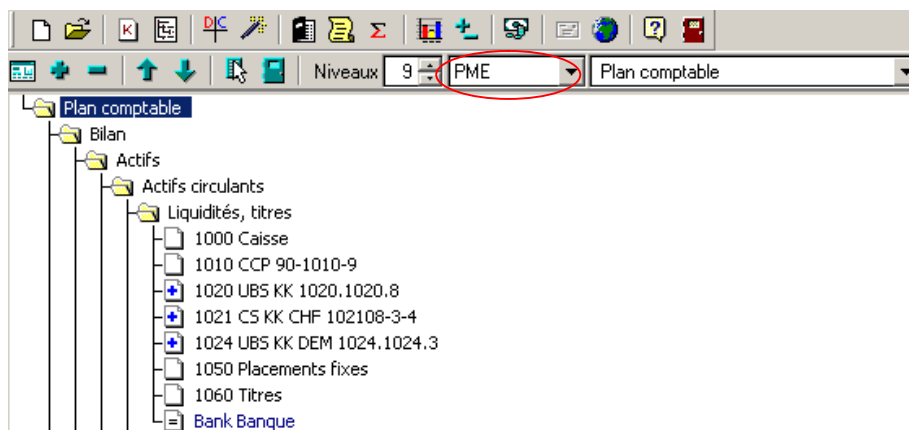 Niveaux 9 PME Plan comptable
Plan comptable
Bilan
Actifs
Actifs circulants
Liquidités, titres
1000 Caisse
1010 CCP 90-1010-9
1020 UBS KK 1020.1020.8
1021 CS KK CHF 102108-3-4
1024 UBS KK DEM 1024.1024.3
1050 Placements fixes
1060 Titres
Bank Banque